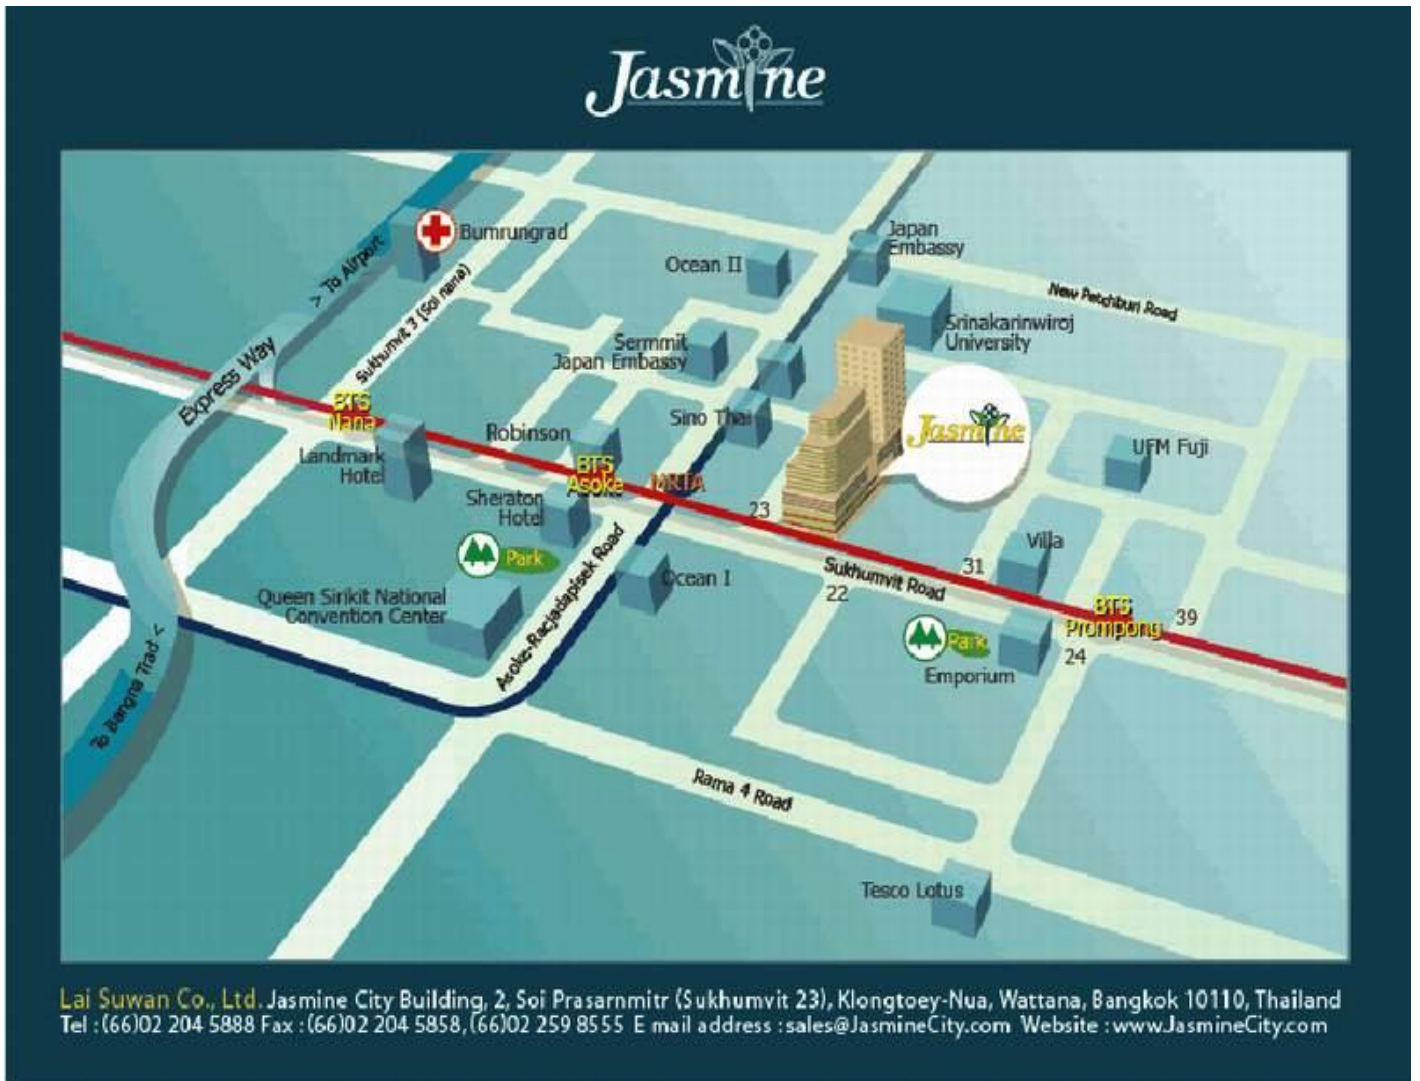 Jasmine
Bumrungrad
> To Airport
Japan
Embassy
Ocean II
Sukhumvit 3 (Soi nana)
New Petchburi Road
Express Way
Sermmit
Japan Embassy
Srinakarinwiroj
University
BTS
Nana
Sino Thai
Jasmine
Robinson
Landmark
Hotel
BTS
Asoke
MRTA
UFM Fuji
Sheraton
Hotel
23
Park
Villa
31
Sukhumvit Road
22
Ocean I
Asoke-Racjadapisek Road
Queen Sirikit National
Convention Center
BTS
Prompong
39
Park
24
Emporium
To Bangna Trad <
Rama 4 Road
Tesco Lotus
Lai Suwan Co., Ltd. Jasmine City Building, 2, Soi Prasarnmitr (Sukhumvit 23), Klongtoey-Nua, Wattana, Bangkok 10110, Thailand
Tel :(66)02 204 5888 Fax :(66)02 204 5858,(66)02 259 8555 E mail address :sales@JasmineCity.com Website :www.JasmineCity.com